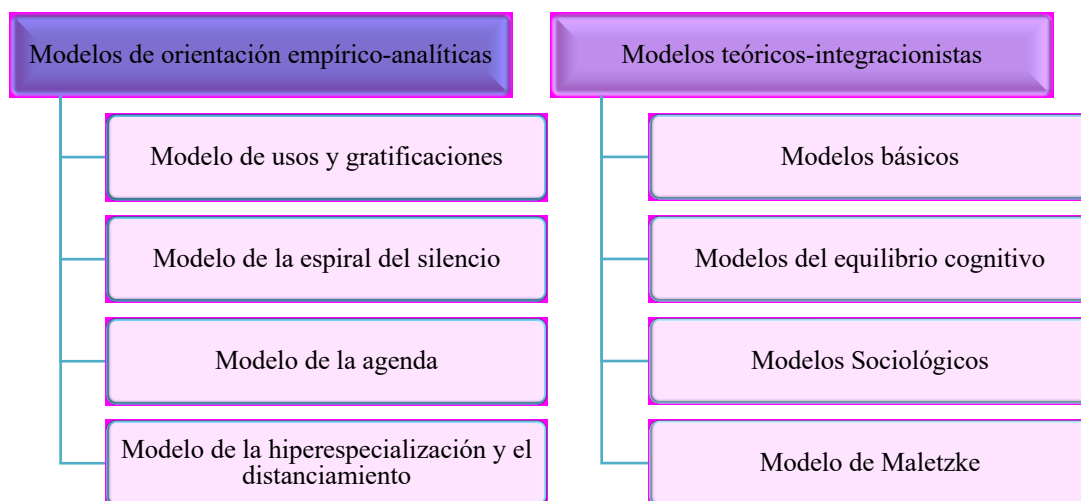 Modelos de orientación empírico-analíticas
Modelo de usos y gratificaciones
Modelo de la espiral del silencio
Modelo de la agenda
Modelo de la hiperespecialización y el
distanciamiento
Modelos teóricos-integracionistas
Modelos básicos
Modelos del equilibrio cognitivo
Modelos Sociológicos
Modelo de Maletzke